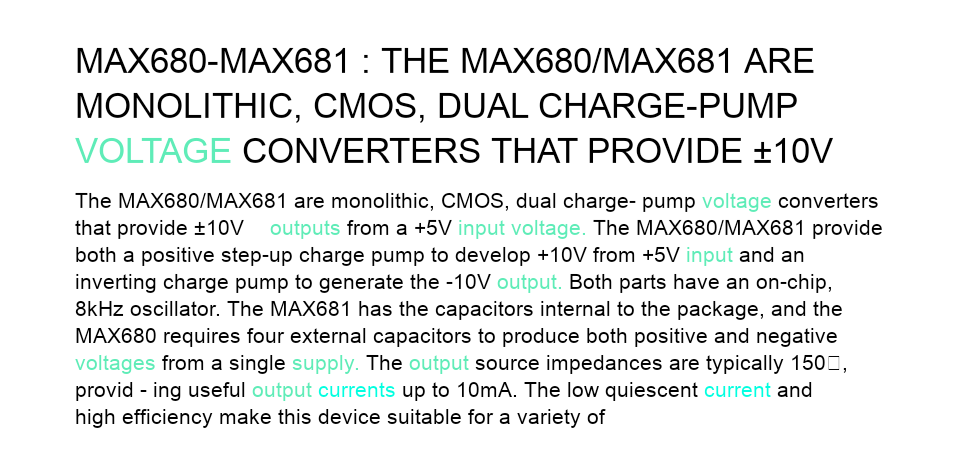 MAX680-MAX681 : THE MAX680/MAX681 ARE
MONOLITHIC, CMOS, DUAL CHARGE-PUMP
VOLTAGE CONVERTERS THAT PROVIDE ±10V
The MAX680/MAX681 are monolithic, CMOS, dual charge- pump voltage converters
that provide ±10V outputs from a +5V input voltage. The MAX680/MAX681 provide
both a positive step-up charge pump to develop +10V from +5V input and an
inverting charge pump to generate the -10V output. Both parts have an on-chip,
8kHz oscillator. The MAX681 has the capacitors internal to the package, and the
MAX680 requires four external capacitors to produce both positive and negative
voltages from a single supply. The output source impedances are typically 150□,
provid - ing useful output currents up to 10mA. The low quiescent current and
high efficiency make this device suitable for a variety of